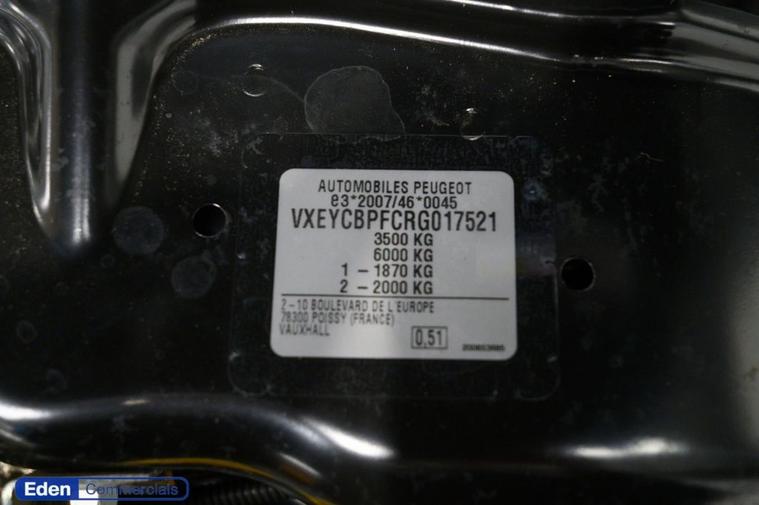 AUTOMOBILES PEUGEOT
e3*2007/46*0045
VXEYCBPFCRG017521
3500 KG
6000 KG
1 - 1870 KG
2 - 2000 KG
2-10 BOULEVARD DE L'EUROPE
78300 POISSY (FRANCE)
VAUXHALL
0,51
Eden Commercials